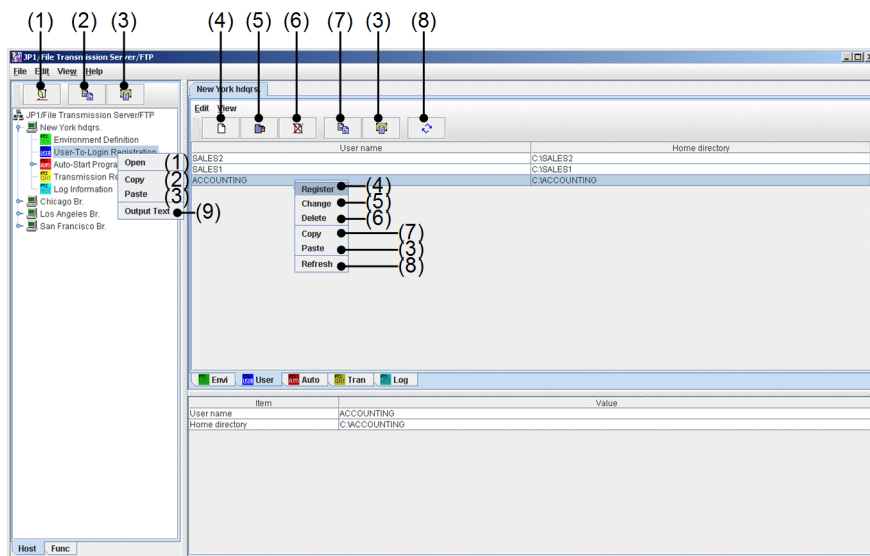 (1) (2) (3) (4) (5) (6) (7) (3) (8)
JP1/File Transmission Server/FTP
File Edit View Help
New York hdqrs.
Edit View
JP1/File Transmission Server/FTP
New York hdqrs.
Environment Definition
User-To-Login Registration
Auto-Start Progra
Transmission Re
Log Information
Chicago Br.
Los Angeles Br.
San Francisco Br.
Open (1)
Copy (2)
Paste (3)
Output Text (9)
User name Home directory
SALES2 C:\SALES2
SALES1 C:\SALES1
ACCOUNTING C:\ACCOUNTING
Register (4)
Change (5)
Delete (6)
Copy (7)
Paste (3)
Refresh (8)
Envi User Auto Tran Log
Item Value
User name ACCOUNTING
Home directory C:\ACCOUNTING
Host Func